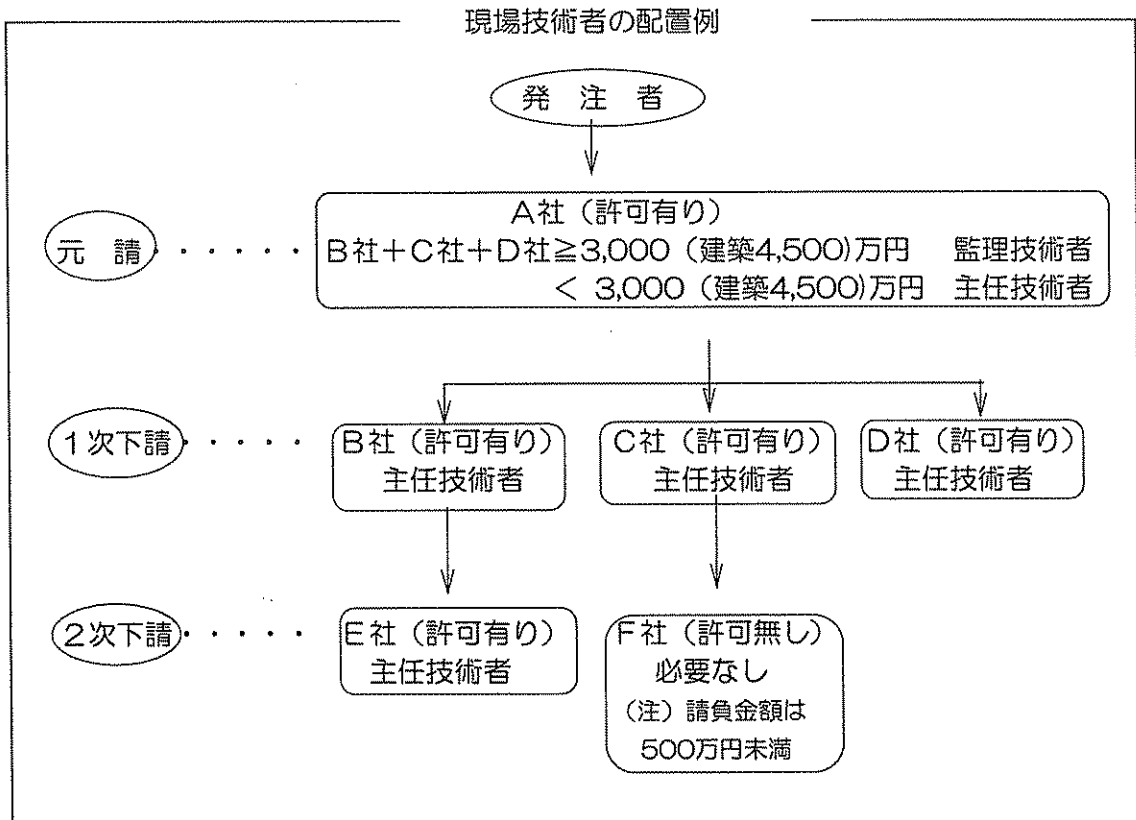 現場技術者の配置例
発 注 者
元 請 ・・・・・ A社（許可有り）
B社＋C社＋D社≧3,000（建築4,500)万円 監理技術者
＜ 3,000（建築4,500)万円 主任技術者
1次下請 ・・・・・ B社（許可有り） C社（許可有り） D社（許可有り）
主任技術者 主任技術者 主任技術者
2次下請 ・・・・・ E社（許可有り） F社（許可無し）
主任技術者 必要なし
（注）請負金額は
500万円未満